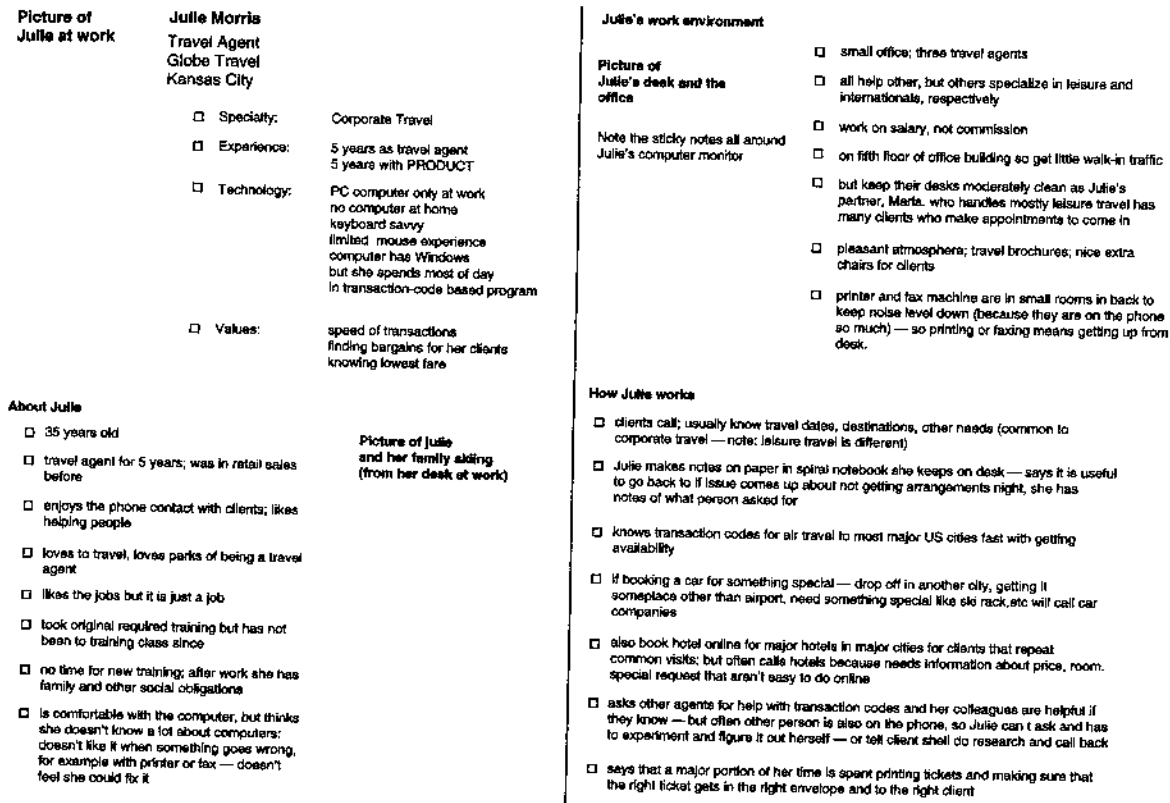 Picture of
Julie at work
Julie Morris
Travel Agent
Globe Travel
Kansas City
Specialty: Corporate Travel
Experience: 5 years as travel agent
5 years with PRODUCT
Technology: PC computer only at work
no computer at home
keyboard savvy
limited mouse experience
computer has Windows
but she spends most of day
in transaction-code based program
Values: speed of transactions
finding bargains for her clients
knowing lowest fare
About Julie
35 years old
travel agent for 5 years; was in retail sales
before
enjoys the phone contact with clients; likes
helping people
loves to travel, loves parks of being a travel
agent
likes the jobs but it is just a job
took original required training but has not
been to training class since
no time for new training; after work she has
family and other social obligations
is comfortable with the computer, but thinks
she doesn't know a lot about computers;
doesn't like it when something goes wrong,
for example with printer or fax — doesn't
feel she could fix it
Picture of julie
and her family skiing
(from her desk at work)
Julie's work environment
Picture of
Julie's desk and the
office
Note the sticky notes all around
Julie's computer monitor
small office; three travel agents
all help other, but others specialize in leisure and
internationals, respectively
work on salary, not commission
on fifth floor of office building so get little walk-in traffic
but keep their desks moderately clean as Julie's
partner, Marta. who handles mostly leisure travel has
many clients who make appointments to come in
pleasant atmosphere; travel brochures; nice extra
chairs for clients
printer and fax machine are in small rooms in back to
keep noise level down (because they are on the phone
so much) — so printing or faxing means getting up from
desk.
How Julie works
clients call; usually know travel dates, destinations, other needs (common to
corporate travel — note: leisure travel is different)
Julie makes notes on paper in spiral notebook she keeps on desk — says it is useful
to go back to if issue comes up about not getting arrangements night, she has
notes of what person asked for
knows transaction codes for air travel to most major US cities fast with getting
availability
if booking a car for something special — drop off in another city, getting it
someplace other than airport, need something special like ski rack,etc will call car
companies
also book hotel online for major hotels in major cities for clients that repeat
common visits; but often calls hotels because needs information about price, room.
special request that aren't easy to do online
asks other agents for help with transaction codes and her colleagues are helpful if
they know — but often other person is also on the phone, so Julie can t ask and has
to experiment and figure it out herself — or tell client shell do research and call back
says that a major portion of her time is spent printing tickets and making sure that
the right ticket gets in the right envelope and to the right client